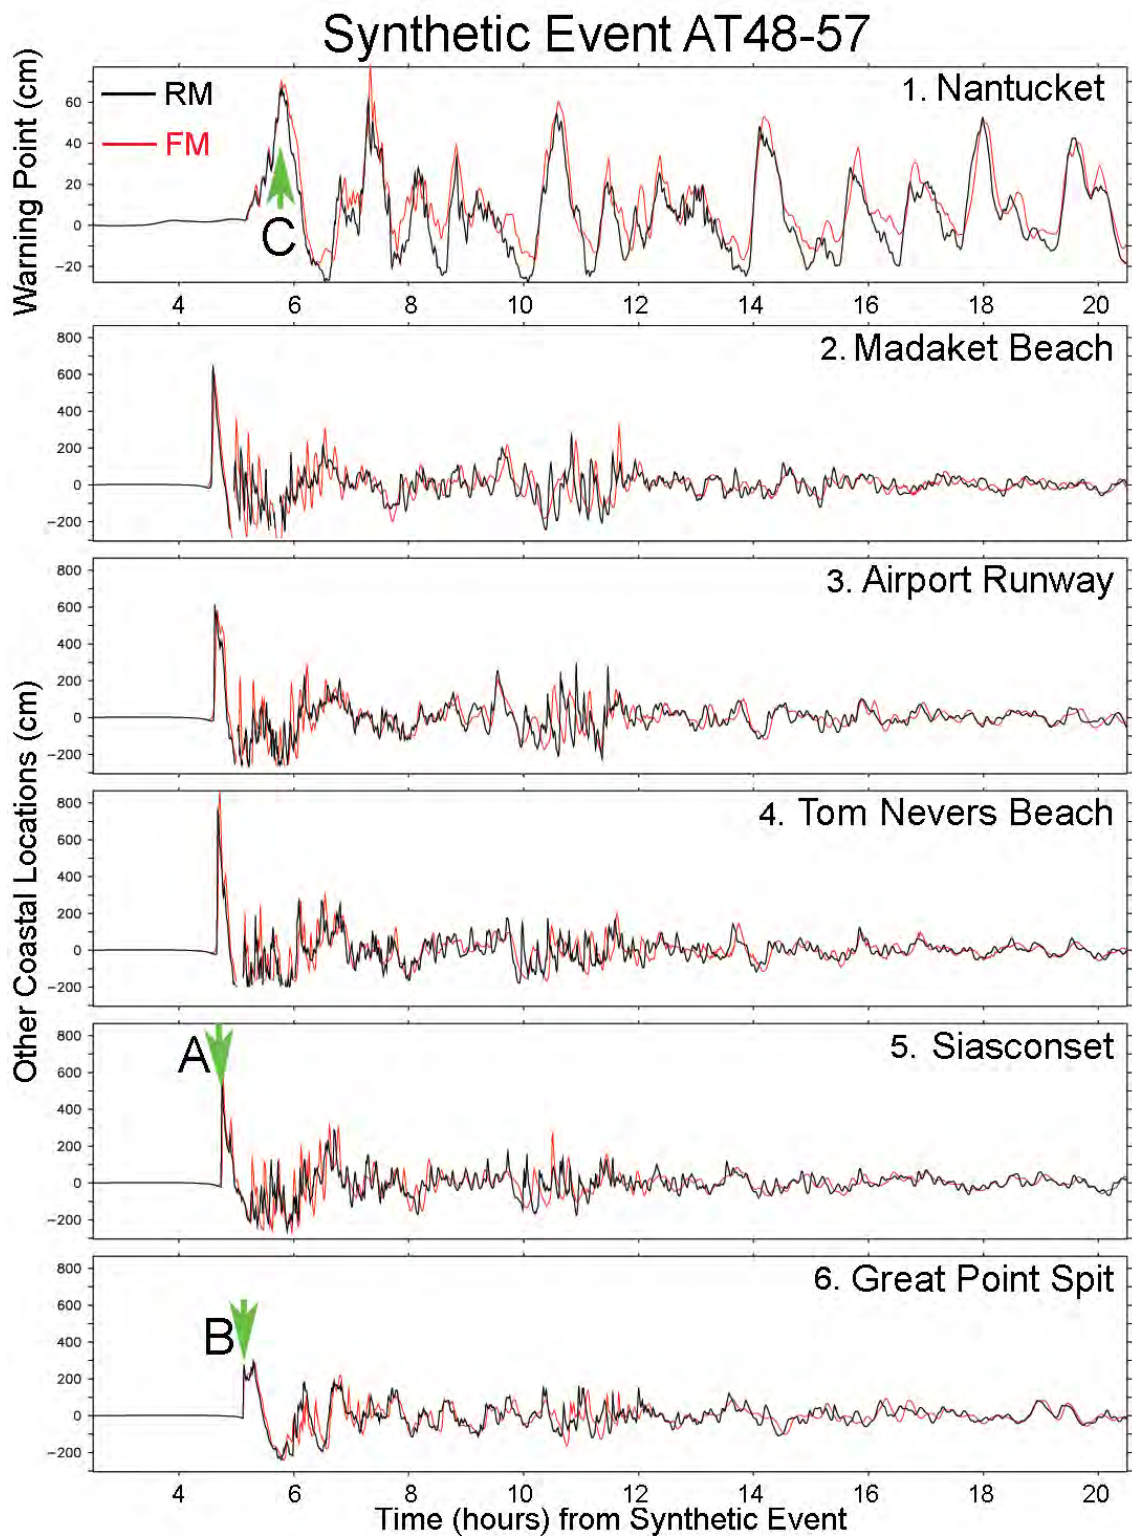 Synthetic Event AT48-57
Warning Point (cm)
RM
FM
1. Nantucket
60
40
20
0
−20
C
4 6 8 10 12 14 16 18 20
Other Coastal Locations (cm)
2. Madaket Beach
800
600
400
200
0
−200
3. Airport Runway
800
600
400
200
0
−200
4. Tom Nevers Beach
800
600
400
200
0
−200
5. Siasconset
A
800
600
400
200
0
−200
6. Great Point Spit
B
800
600
400
200
0
−200
4 6 8 10 12 14 16 18 20
Time (hours) from Synthetic Event